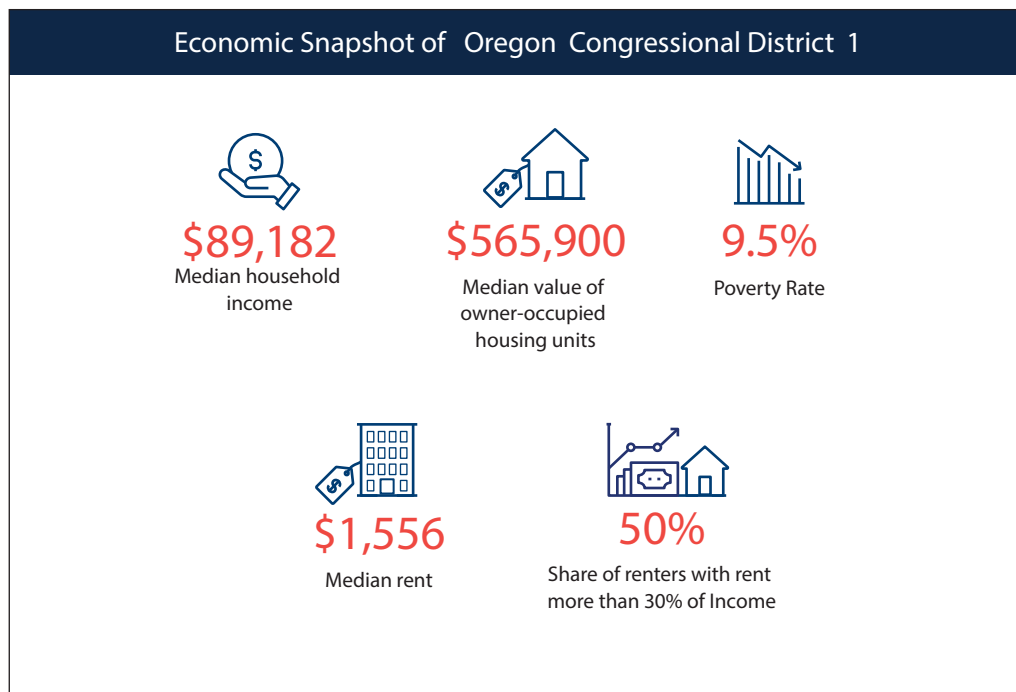 Economic Snapshot of Oregon Congressional District 1
$
$89,182
Median household
income
$
$565,900
Median value of
owner-occupied
housing units
9.5%
Poverty Rate
$
$1,556
Median rent
50%
Share of renters with rent
more than 30% of Income